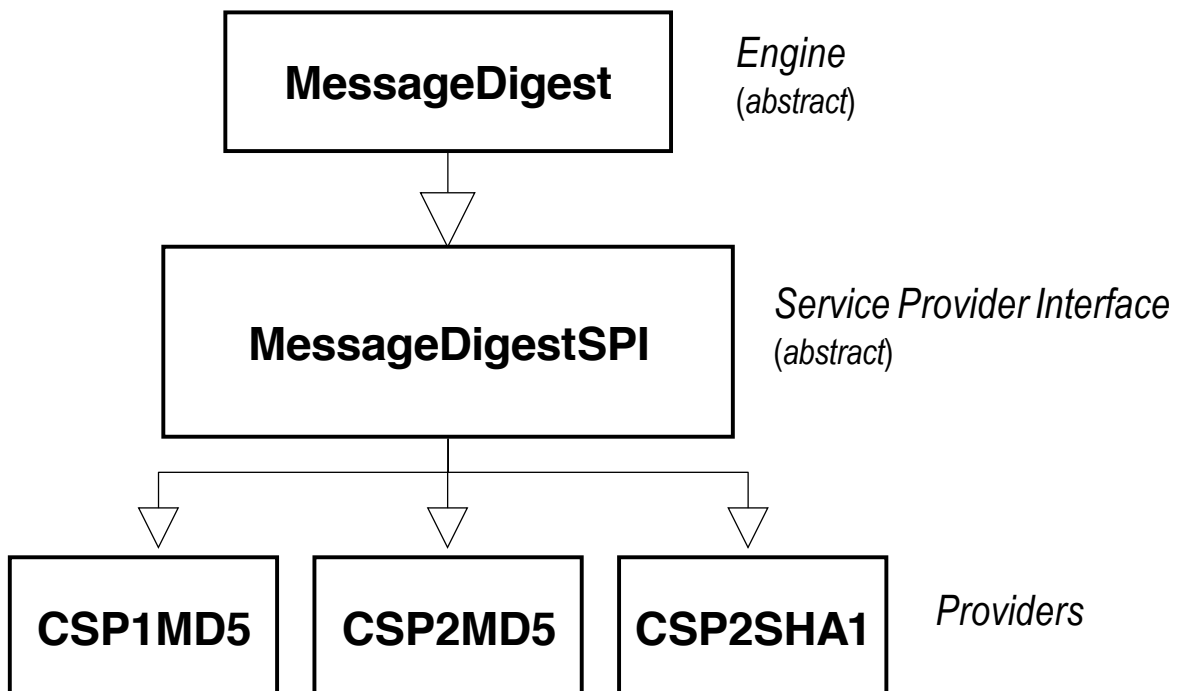 MessageDigest
Engine
(abstract)
MessageDigestSPI
Service Provider Interface
(abstract)
CSP1MD5
CSP2MD5
CSP2SHA1
Providers